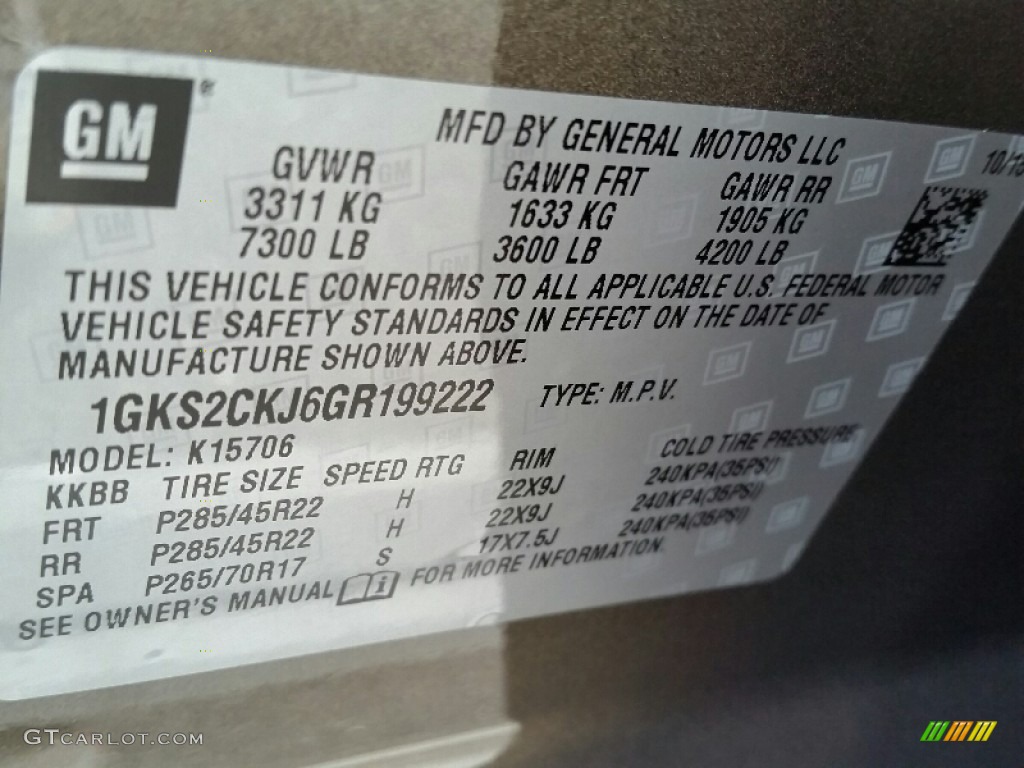 GM
MFD BY GENERAL MOTORS LLC
GVWR GAWR FRT GAWR RR
3311 KG 1633 KG 1905 KG
7300 LB 3600 LB 4200 LB
THIS VEHICLE CONFORMS TO ALL APPLICABLE U.S. FEDERAL MOTOR
VEHICLE SAFETY STANDARDS IN EFFECT ON THE DATE OF
MANUFACTURE SHOWN ABOVE.
1GKS2CKJ6GR199222 TYPE: M.P.V.
MODEL: K15706
KKBB TIRE SIZE SPEED RTG RIM COLD TIRE PRESSURE
FRT P285/45R22 H 22X9J 240KPA(35PSI)
RR P285/45R22 H 22X9J 240KPA(35PSI)
SPA P265/70R17 S 17X7.5J 240KPA(35PSI)
SEE OWNER'S MANUAL FOR MORE INFORMATION.
GTCARLOT.COM